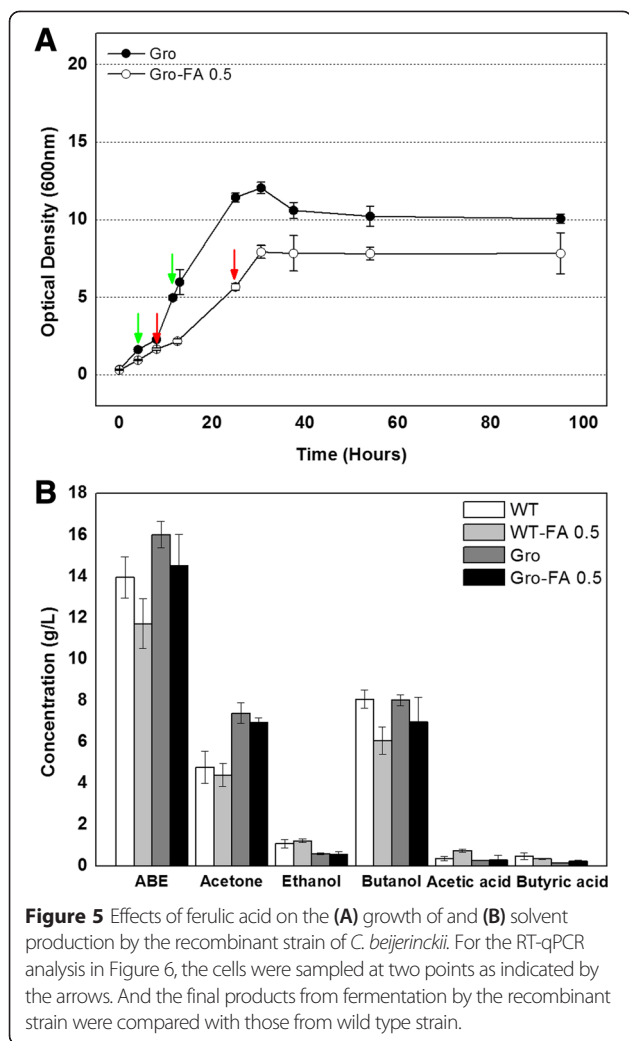 A
Gro
Gro-FA 0.5
20
15
10
5
0
Optical Density (600nm)
0 20 40 60 80 100
Time (Hours)
B
18
16
14
12
10
8
6
4
2
0
Concentration (g/L)
WT
WT-FA 0.5
Gro
Gro-FA 0.5
ABE Acetone Ethanol Butanol Acetic acid Butyric acid
Figure 5 Effects of ferulic acid on the (A) growth of and (B) solvent
production by the recombinant strain of C. beijerinckii. For the RT-qPCR
analysis in Figure 6, the cells were sampled at two points as indicated by
the arrows. And the final products from fermentation by the recombinant
strain were compared with those from wild type strain.